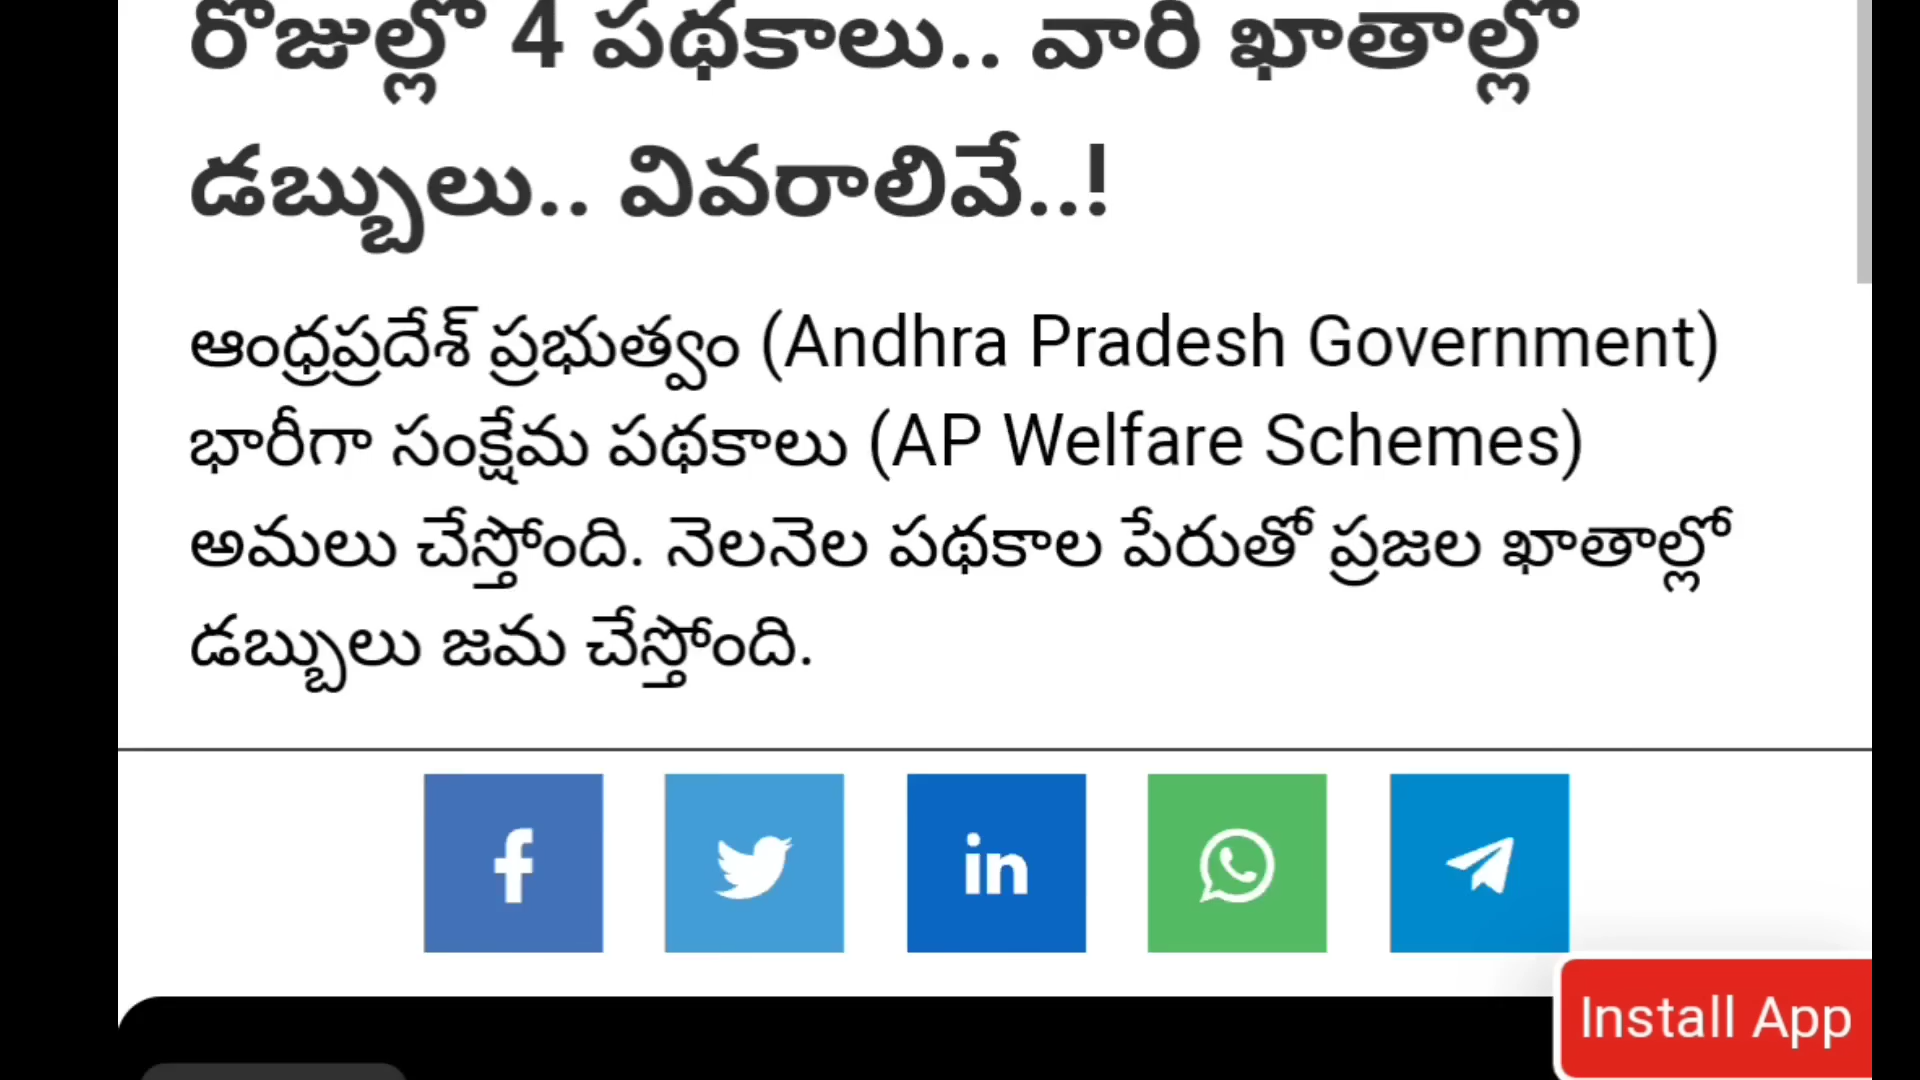 రోజుల్లో 4 పథకాలు.. వారి ఖాతాల్లో
డబ్బులు.. వివరాలివే..!
ఆంధ్రప్రదేశ్ ప్రభుత్వం (Andhra Pradesh Government)
భారీగా సంక్షేమ పథకాలు (AP Welfare Schemes)
అమలు చేస్తోంది. నెలనెల పథకాల పేరుతో ప్రజల ఖాతాల్లో
డబ్బులు జమ చేస్తోంది.
f
in
Install App